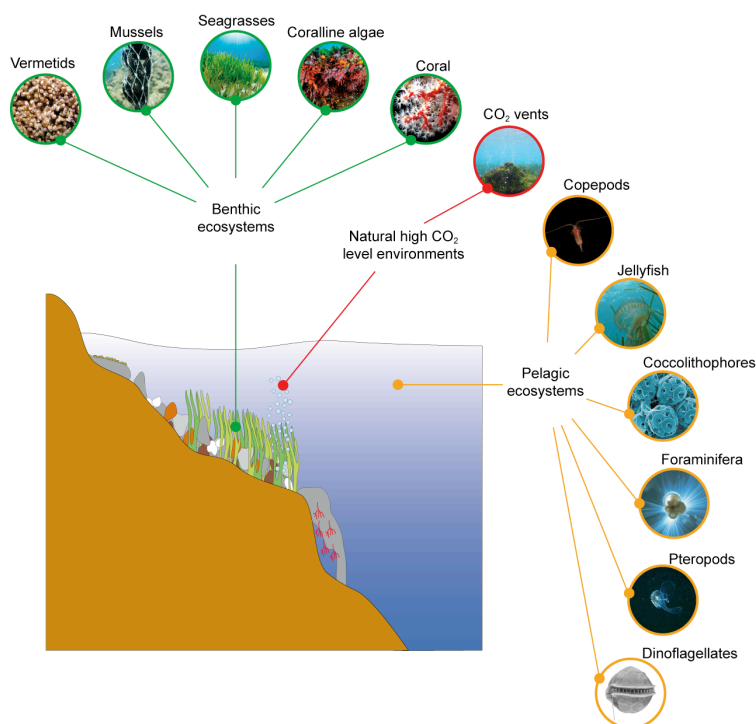 Seagrasses
Mussels
Coralline algae
Vermetids
Coral
CO₂ vents
Copepods
Benthic
ecosystems
Natural high CO₂
level environments
Jellyfish
Coccolithophores
Pelagic
ecosystems
Foraminifera
Pteropods
Dinoflagellates